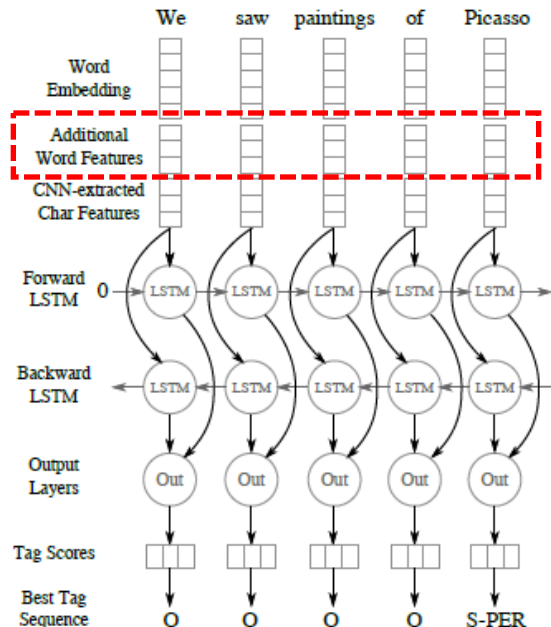 We saw paintings of Picasso
Word
Embedding
Additional
Word Features
CNN-extracted
Char Features
Forward
LSTM
0
LSTM LSTM LSTM LSTM LSTM
Backward
LSTM
LSTM LSTM LSTM LSTM LSTM
Output
Layers
Out Out Out Out Out
Tag Scores
Best Tag
Sequence
O O O O S-PER